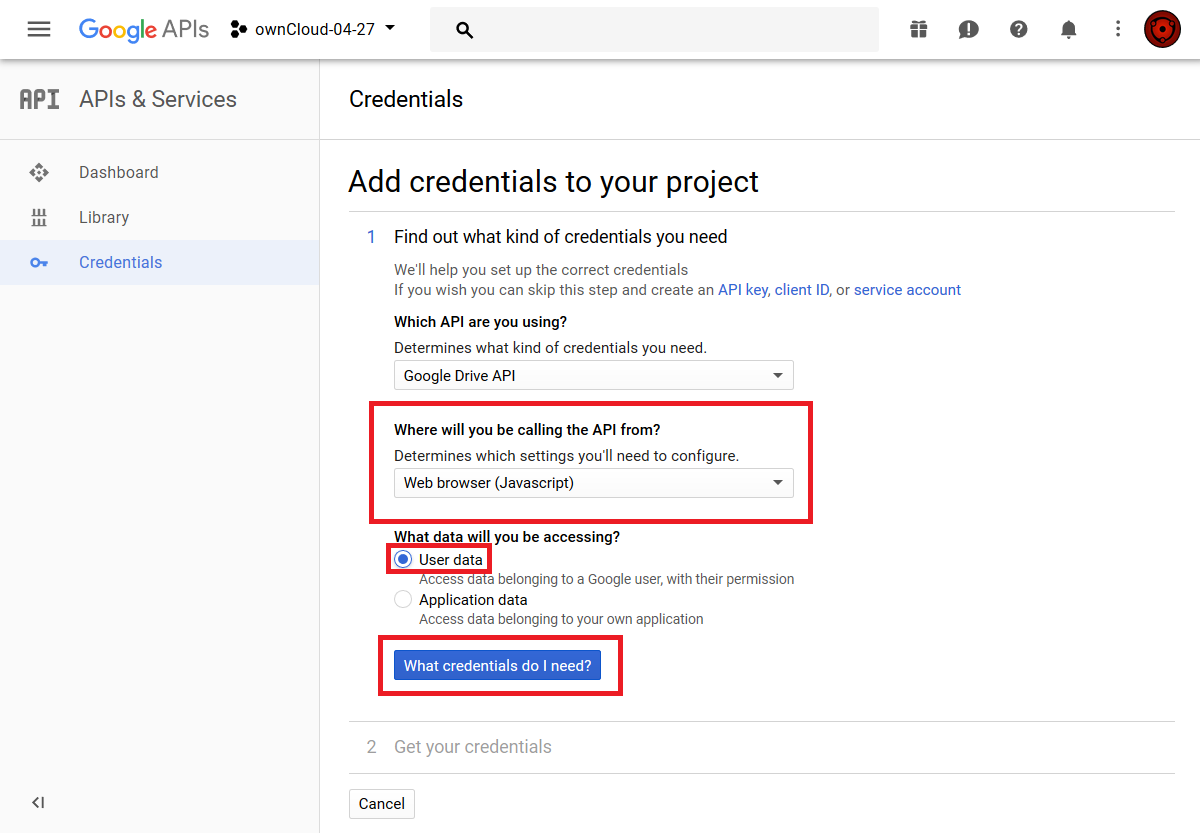 Google APIs
ownCloud-04-27
API APIs & Services
Credentials
Dashboard
Library
Credentials
Add credentials to your project
1 Find out what kind of credentials you need
We'll help you set up the correct credentials
If you wish you can skip this step and create an API key, client ID, or service account
Which API are you using?
Determines what kind of credentials you need.
Google Drive API
Where will you be calling the API from?
Determines which settings you'll need to configure.
Web browser (Javascript)
What data will you be accessing?
User data
Access data belonging to a Google user, with their permission
Application data
Access data belonging to your own application
What credentials do I need?
2 Get your credentials
Cancel